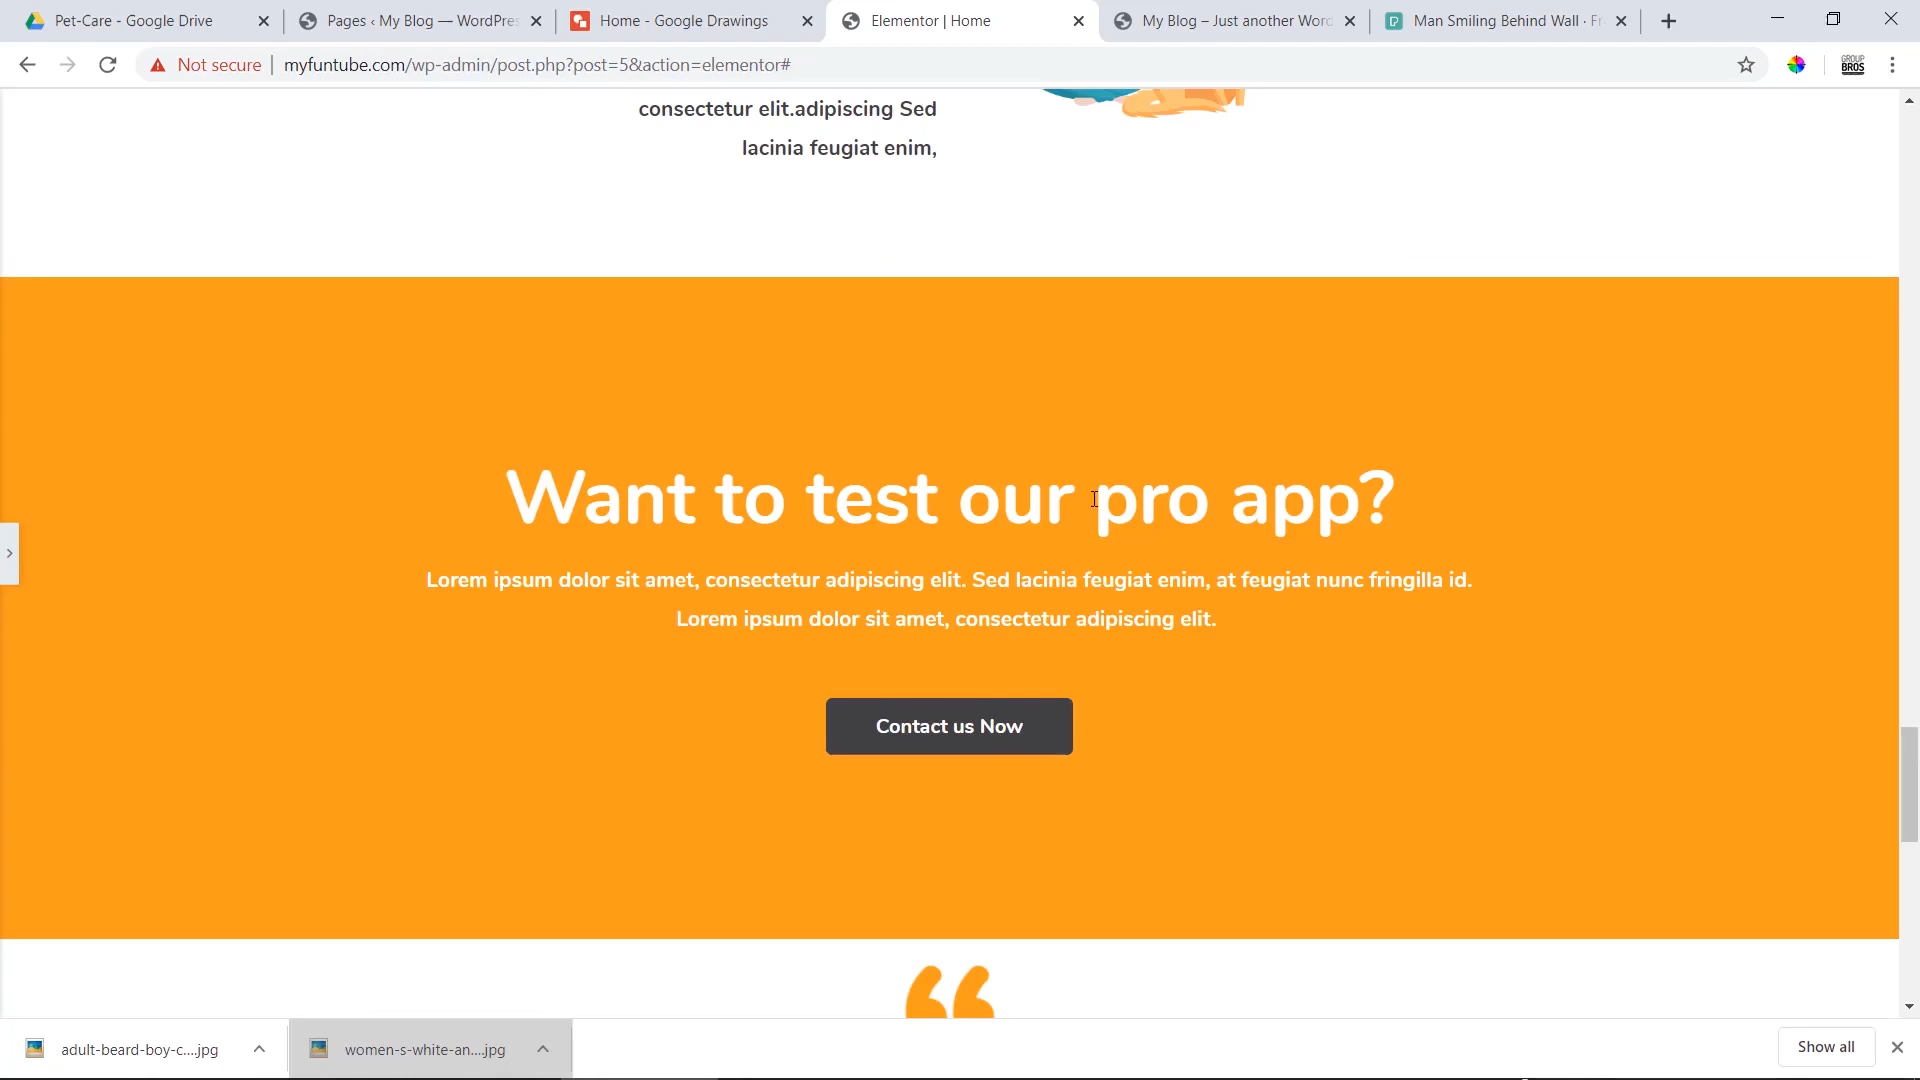 Pet-Care - Google Drive
Pages ‹ My Blog — WordPres
Home - Google Drawings
Elementor | Home
My Blog – Just another Word
Man Smiling Behind Wall · Fr
Not secure
myfuntube.com/wp-admin/post.php?post=5&action=elementor#
GROUP
BROS
consectetur elit.adipiscing Sed
lacinia feugiat enim,
Want to test our pro app?
Lorem ipsum dolor sit amet, consectetur adipiscing elit. Sed lacinia feugiat enim, at feugiat nunc fringilla id.
Lorem ipsum dolor sit amet, consectetur adipiscing elit.
Contact us Now
“
adult-beard-boy-c....jpg
women-s-white-an....jpg
Show all